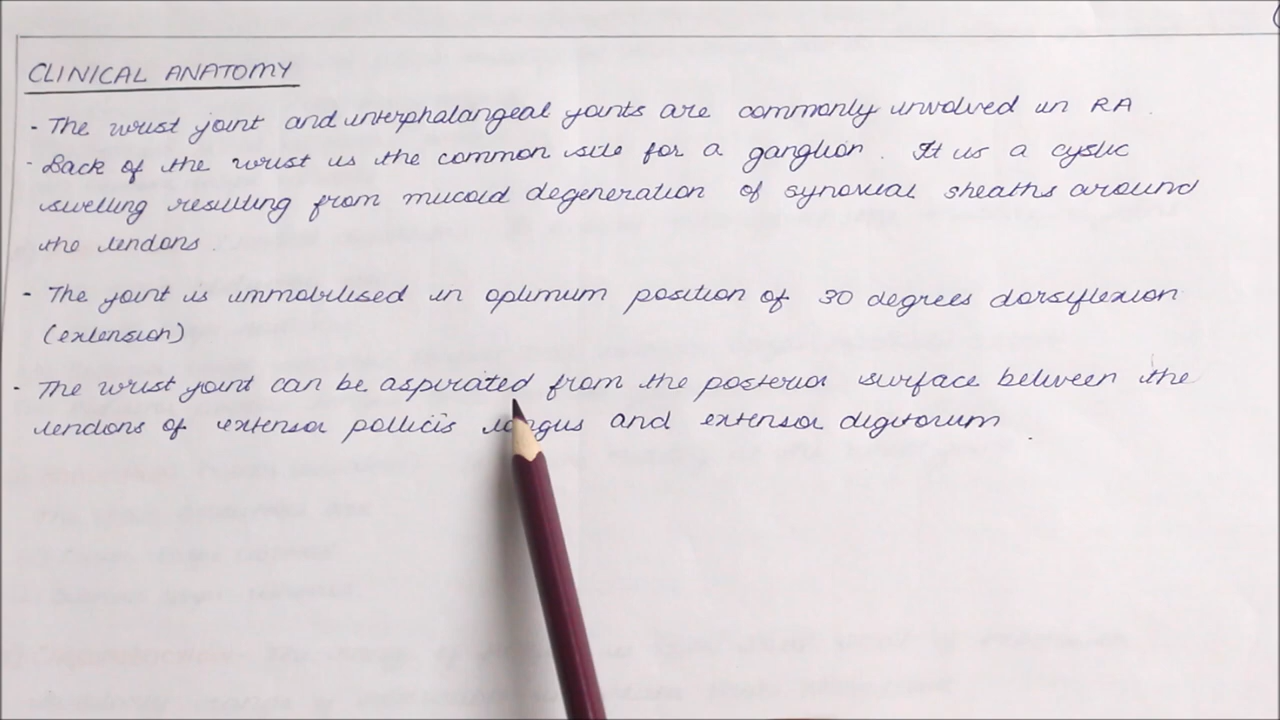 CLINICAL ANATOMY
- The wrist joint and interphalangeal joints are commonly involved in RA.
- Back of the wrist is the common site for a ganglion. It is a cystic
swelling resulting from mucoid degeneration of synovial sheaths around
the tendons.
- The joint is immobilised in optimum position of 30 degrees dorsiflexion
(extension)
- The wrist joint can be aspirated from the posterior surface between the
tendons of extensor pollicis longus and extensor digitorum.